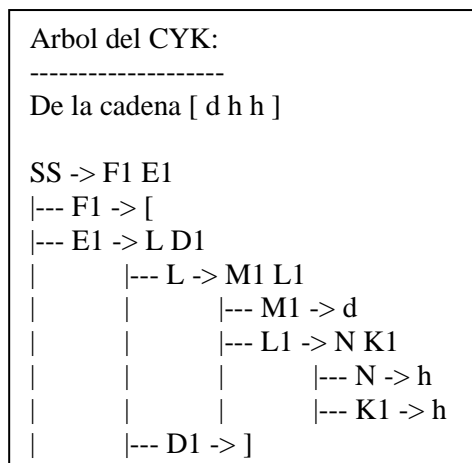 Arbol del CYK:
--------------------
De la cadena [ d h h ]
SS -> F1 E1
|--- F1 -> [
|--- E1 -> L D1
| |--- L -> M1 L1
| | |--- M1 -> d
| | |--- L1 -> N K1
| | | |--- N -> h
| | | |--- K1 -> h
| |--- D1 -> ]